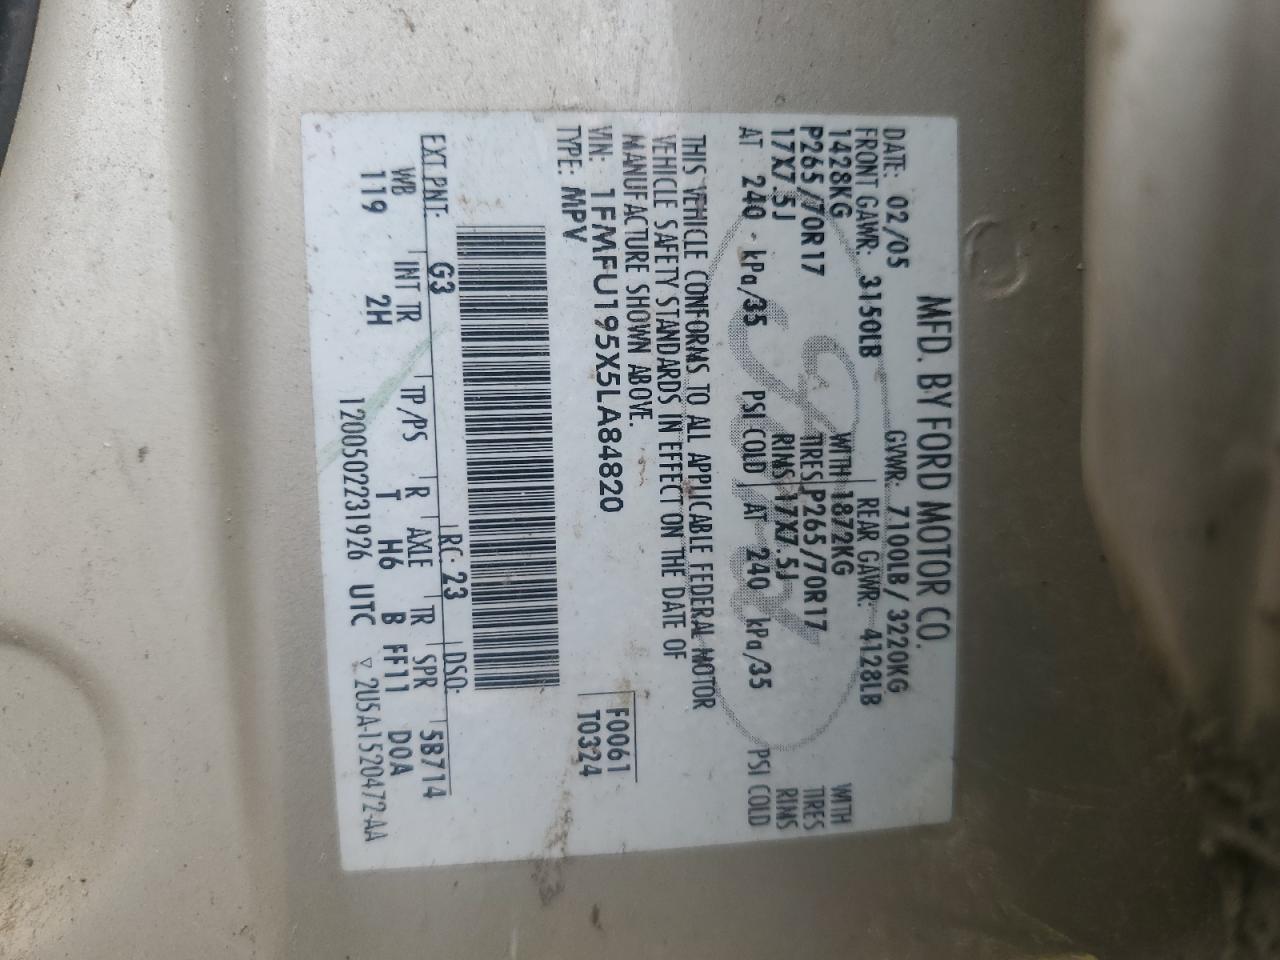 MFD. BY FORD MOTOR CO.
DATE: 02/05 GVWR: 7100LB / 3220KG
FRONT GAWR: 3150LB REAR GAWR: 4128LB
1428KG WITH 1872KG WITH
P265/70R17 TIRES P265/70R17 TIRES
17X7.5J RIMS 17X7.5J RIMS
AT 240 kPa/35 PSI COLD AT 240 kPa/35 PSI COLD
THIS VEHICLE CONFORMS TO ALL APPLICABLE FEDERAL MOTOR
VEHICLE SAFETY STANDARDS IN EFFECT ON THE DATE OF
MANUFACTURE SHOWN ABOVE.
VIN: 1FMFU195X5LA84820 F0061
TYPE: MPV T0324
EXT PNT: G3 RC: 23 DSO:
WB INT TR TP/PS R AXLE TR SPR 5B714
119 2H T H6 B FF11 DOA
1200502231926 UTC ▽ 2U5A-1520472-AA